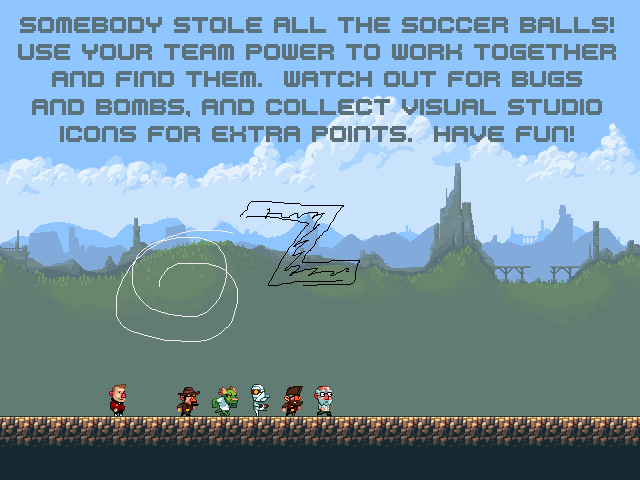 SOMEBODY STOLE ALL THE SOCCER BALLS!
USE YOUR TEAM POWER TO WORK TOGETHER
AND FIND THEM. WATCH OUT FOR BUGS
AND BOMBS, AND COLLECT VISUAL STUDIO
ICONS FOR EXTRA POINTS. HAVE FUN!
Z